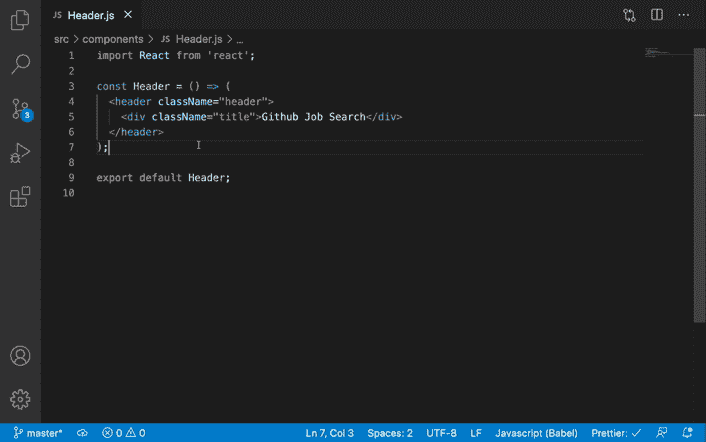 JS Header.js ×
src > components > JS Header.js > ...
1 import React from 'react';
2
3 const Header = () => (
4   <header className="header">
5     <div className="title">Github Job Search</div>
6   </header>
7 );
8
9 export default Header;
10
3
master* 0 0 Ln 7, Col 3 Spaces: 2 UTF-8 LF Javascript (Babel) Prettier: ✓